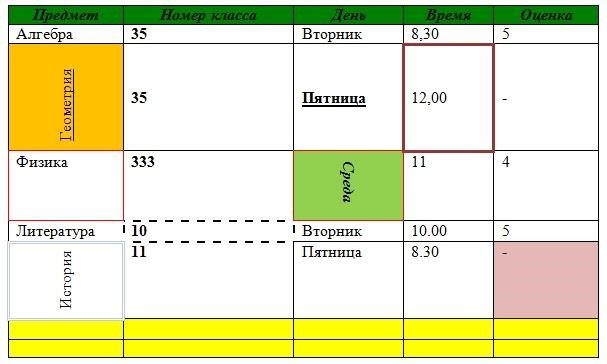 Предмет Номер класса День Время Оценка
Алгебра 35 Вторник 8,30 5
Геометрия 35 Пятница 12,00 -
Физика 333 Среда 11 4
Литература 10 Вторник 10.00 5
История 11 Пятница 8.30 -